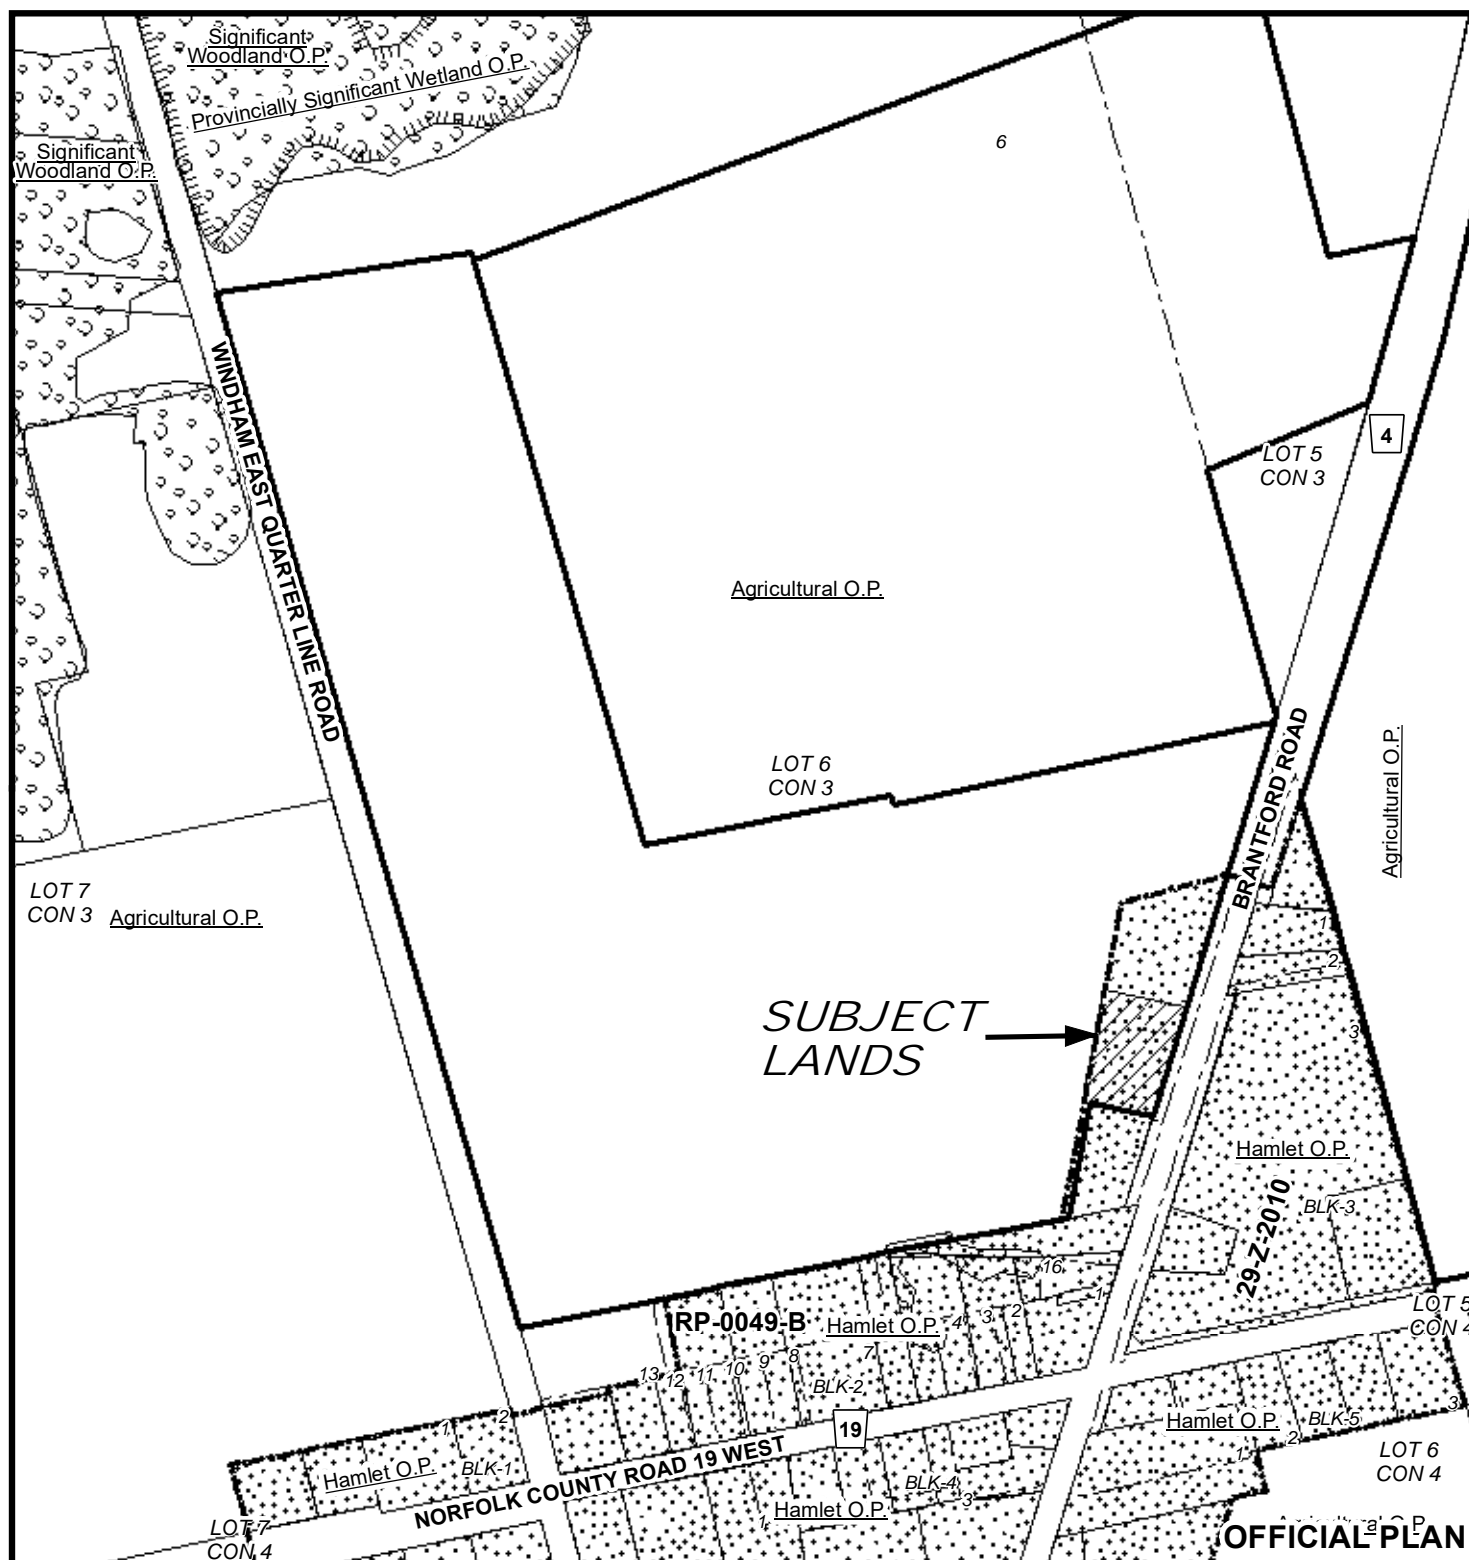 Significant
Woodland O.P.
Provincially Significant Wetland O.P.
Significant
Woodland O.P.
6
WINDHAM EAST QUARTER LINE ROAD
4
LOT 5
CON 3
Agricultural O.P.
LOT 6
CON 3
BRANTFORD ROAD
Agricultural O.P.
LOT 7
CON 3
Agricultural O.P.
1
2
SUBJECT
LANDS
3
Hamlet O.P.
29-Z-2010
BLK-3
16
1
2
3
4
LOT 5
CON 4
RP-0049-B
Hamlet O.P.
7
8
9
10
11
12
13
BLK-2
1
2
19
Hamlet O.P.
BLK-5
3
2
1
Hamlet O.P.
BLK-1
NORFOLK COUNTY ROAD 19 WEST
BLK-4
3
LOT 6
CON 4
1
Hamlet O.P.
LOT 7
CON 4
Agricultural O.P.
OFFICIAL PLAN